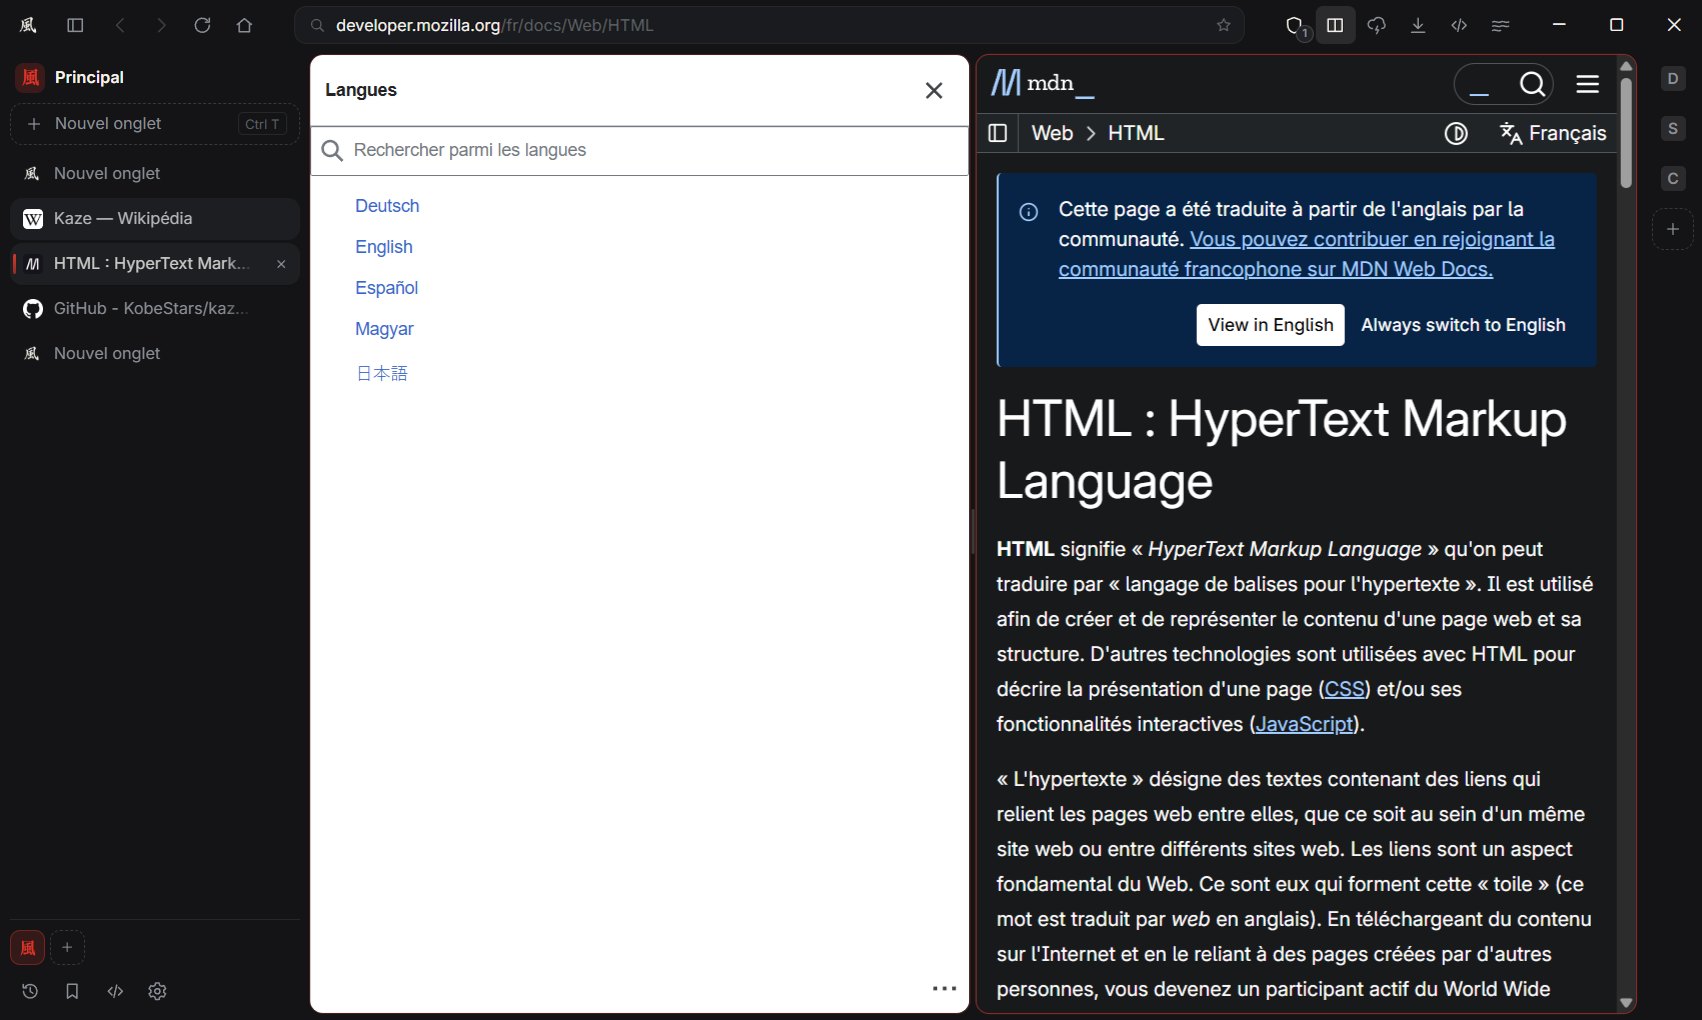 風
developer.mozilla.org/fr/docs/Web/HTML
1
風 Principal
Nouvel onglet Ctrl T
風 Nouvel onglet
W Kaze — Wikipédia
HTML : HyperText Mark...
GitHub - KobeStars/kaz...
風 Nouvel onglet
風
Langues
Rechercher parmi les langues
Deutsch
English
Español
Magyar
日本語
mdn_
Web > HTML
Français
Cette page a été traduite à partir de l'anglais par la
communauté. Vous pouvez contribuer en rejoignant la
communauté francophone sur MDN Web Docs.
View in English Always switch to English
HTML : HyperText Markup
Language
HTML signifie « HyperText Markup Language » qu'on peut
traduire par « langage de balises pour l'hypertexte ». Il est utilisé
afin de créer et de représenter le contenu d'une page web et sa
structure. D'autres technologies sont utilisées avec HTML pour
décrire la présentation d'une page (CSS) et/ou ses
fonctionnalités interactives (JavaScript).
« L'hypertexte » désigne des textes contenant des liens qui
relient les pages web entre elles, que ce soit au sein d'un même
site web ou entre différents sites web. Les liens sont un aspect
fondamental du Web. Ce sont eux qui forment cette « toile » (ce
mot est traduit par web en anglais). En téléchargeant du contenu
sur l'Internet et en le reliant à des pages créées par d'autres
personnes, vous devenez un participant actif du World Wide
D
S
C